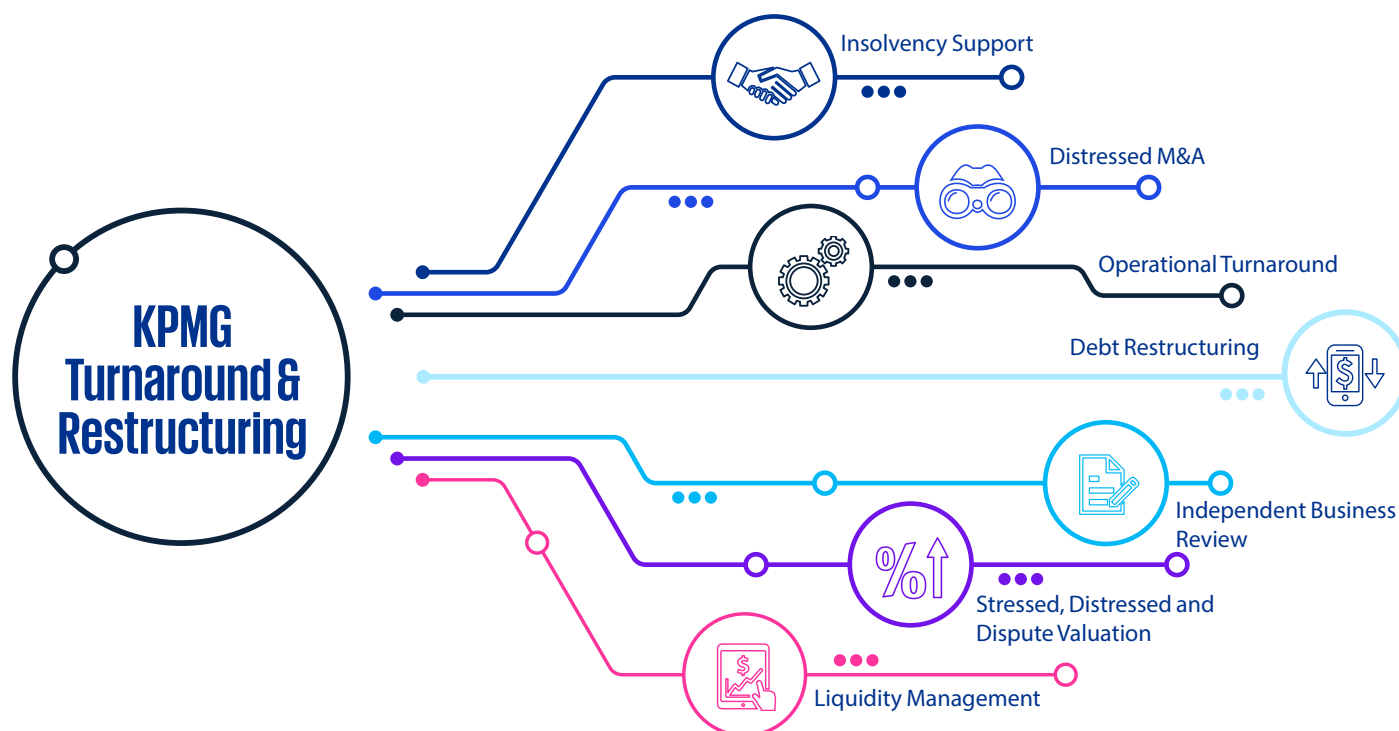 Insolvency Support
Distressed M&A
Operational Turnaround
KPMG
Turnaround &
Restructuring
Debt Restructuring
$
Independent Business
Review
%
Stressed, Distressed and
Dispute Valuation
$
Liquidity Management